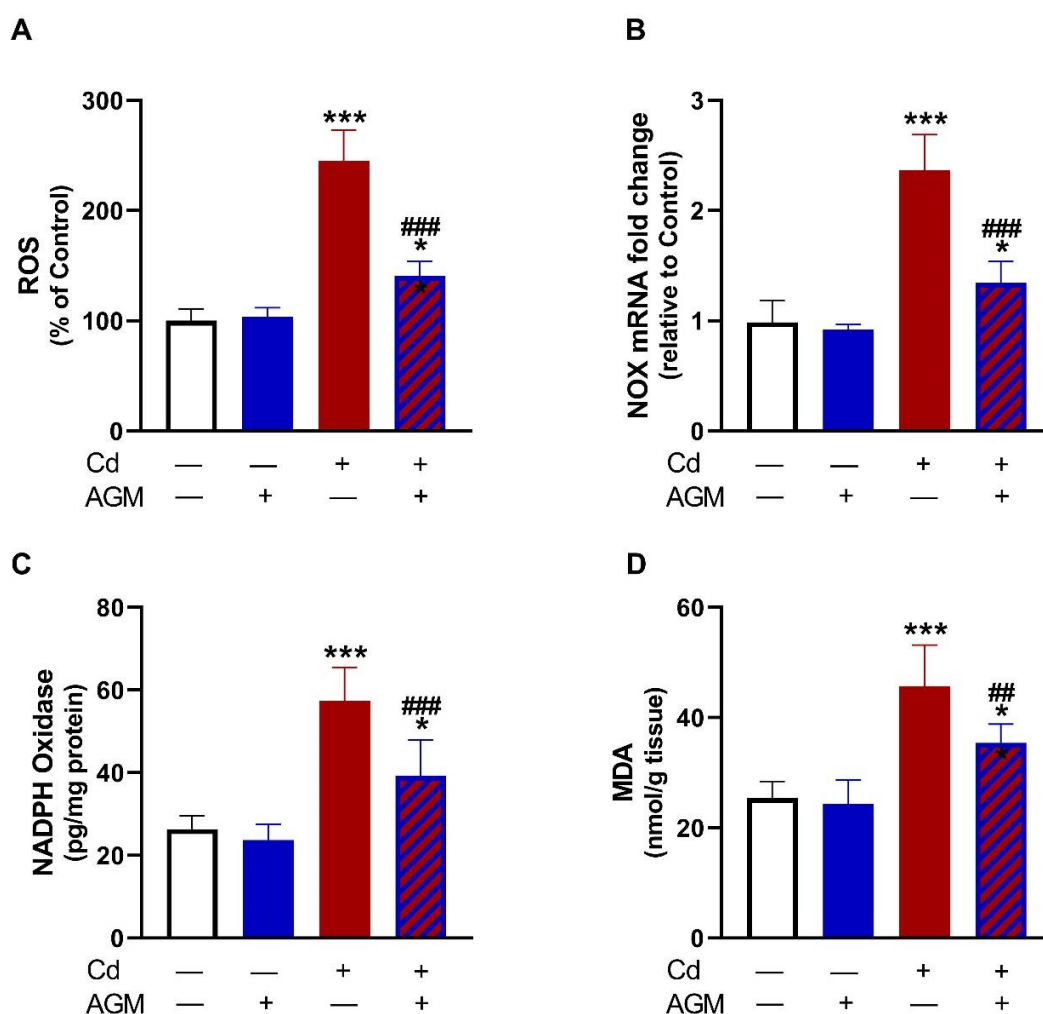 A
ROS
(% of Control)
300
200
100
0
***
###
*
*
Cd — — + +
AGM — + — +
B
NOX mRNA fold change
(relative to Control)
3
2
1
0
***
###
*
Cd — — + +
AGM — + — +
C
NADPH Oxidase
(pg/mg protein)
80
60
40
20
0
***
###
*
Cd — — + +
AGM — + — +
D
MDA
(nmol/g tissue)
60
40
20
0
***
##
*
*
Cd — — + +
AGM — + — +